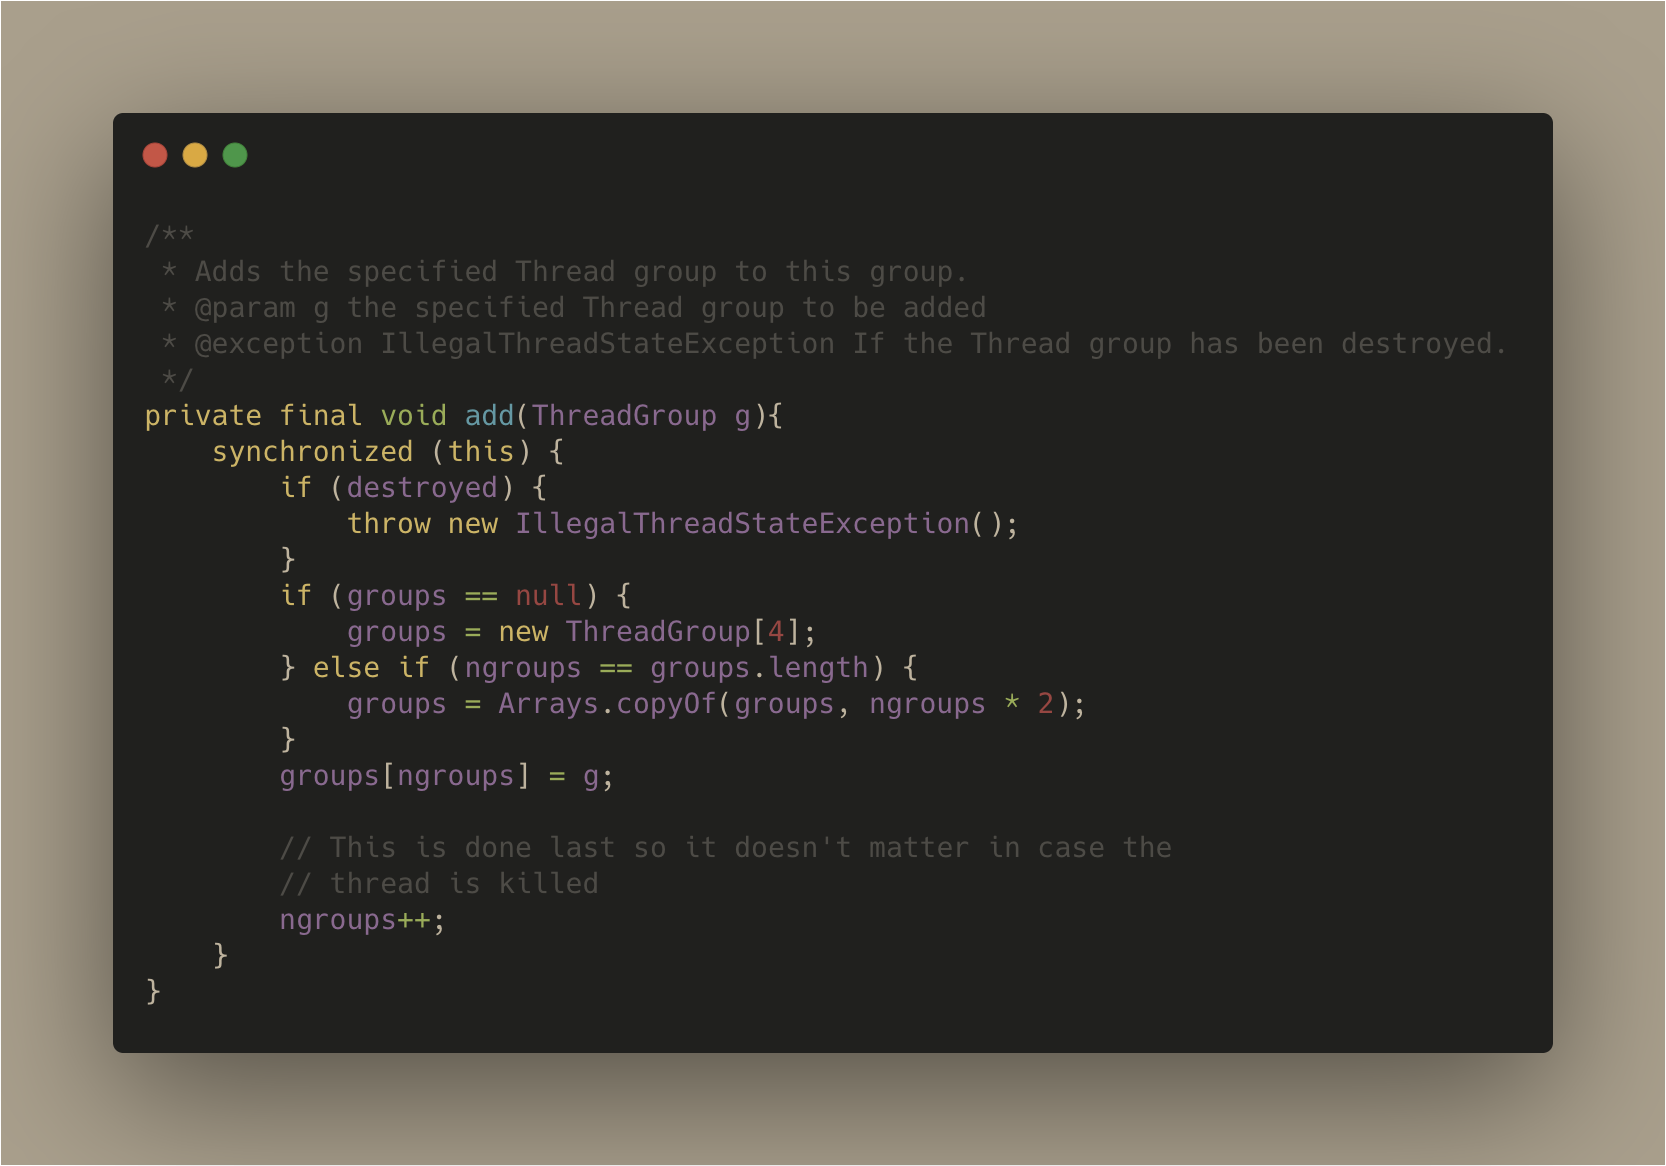 /**
 * Adds the specified Thread group to this group.
 * @param g the specified Thread group to be added
 * @exception IllegalThreadStateException If the Thread group has been destroyed.
 */
private final void add(ThreadGroup g){
    synchronized (this) {
        if (destroyed) {
            throw new IllegalThreadStateException();
        }
        if (groups == null) {
            groups = new ThreadGroup[4];
        } else if (ngroups == groups.length) {
            groups = Arrays.copyOf(groups, ngroups * 2);
        }
        groups[ngroups] = g;

        // This is done last so it doesn't matter in case the
        // thread is killed
        ngroups++;
    }
}